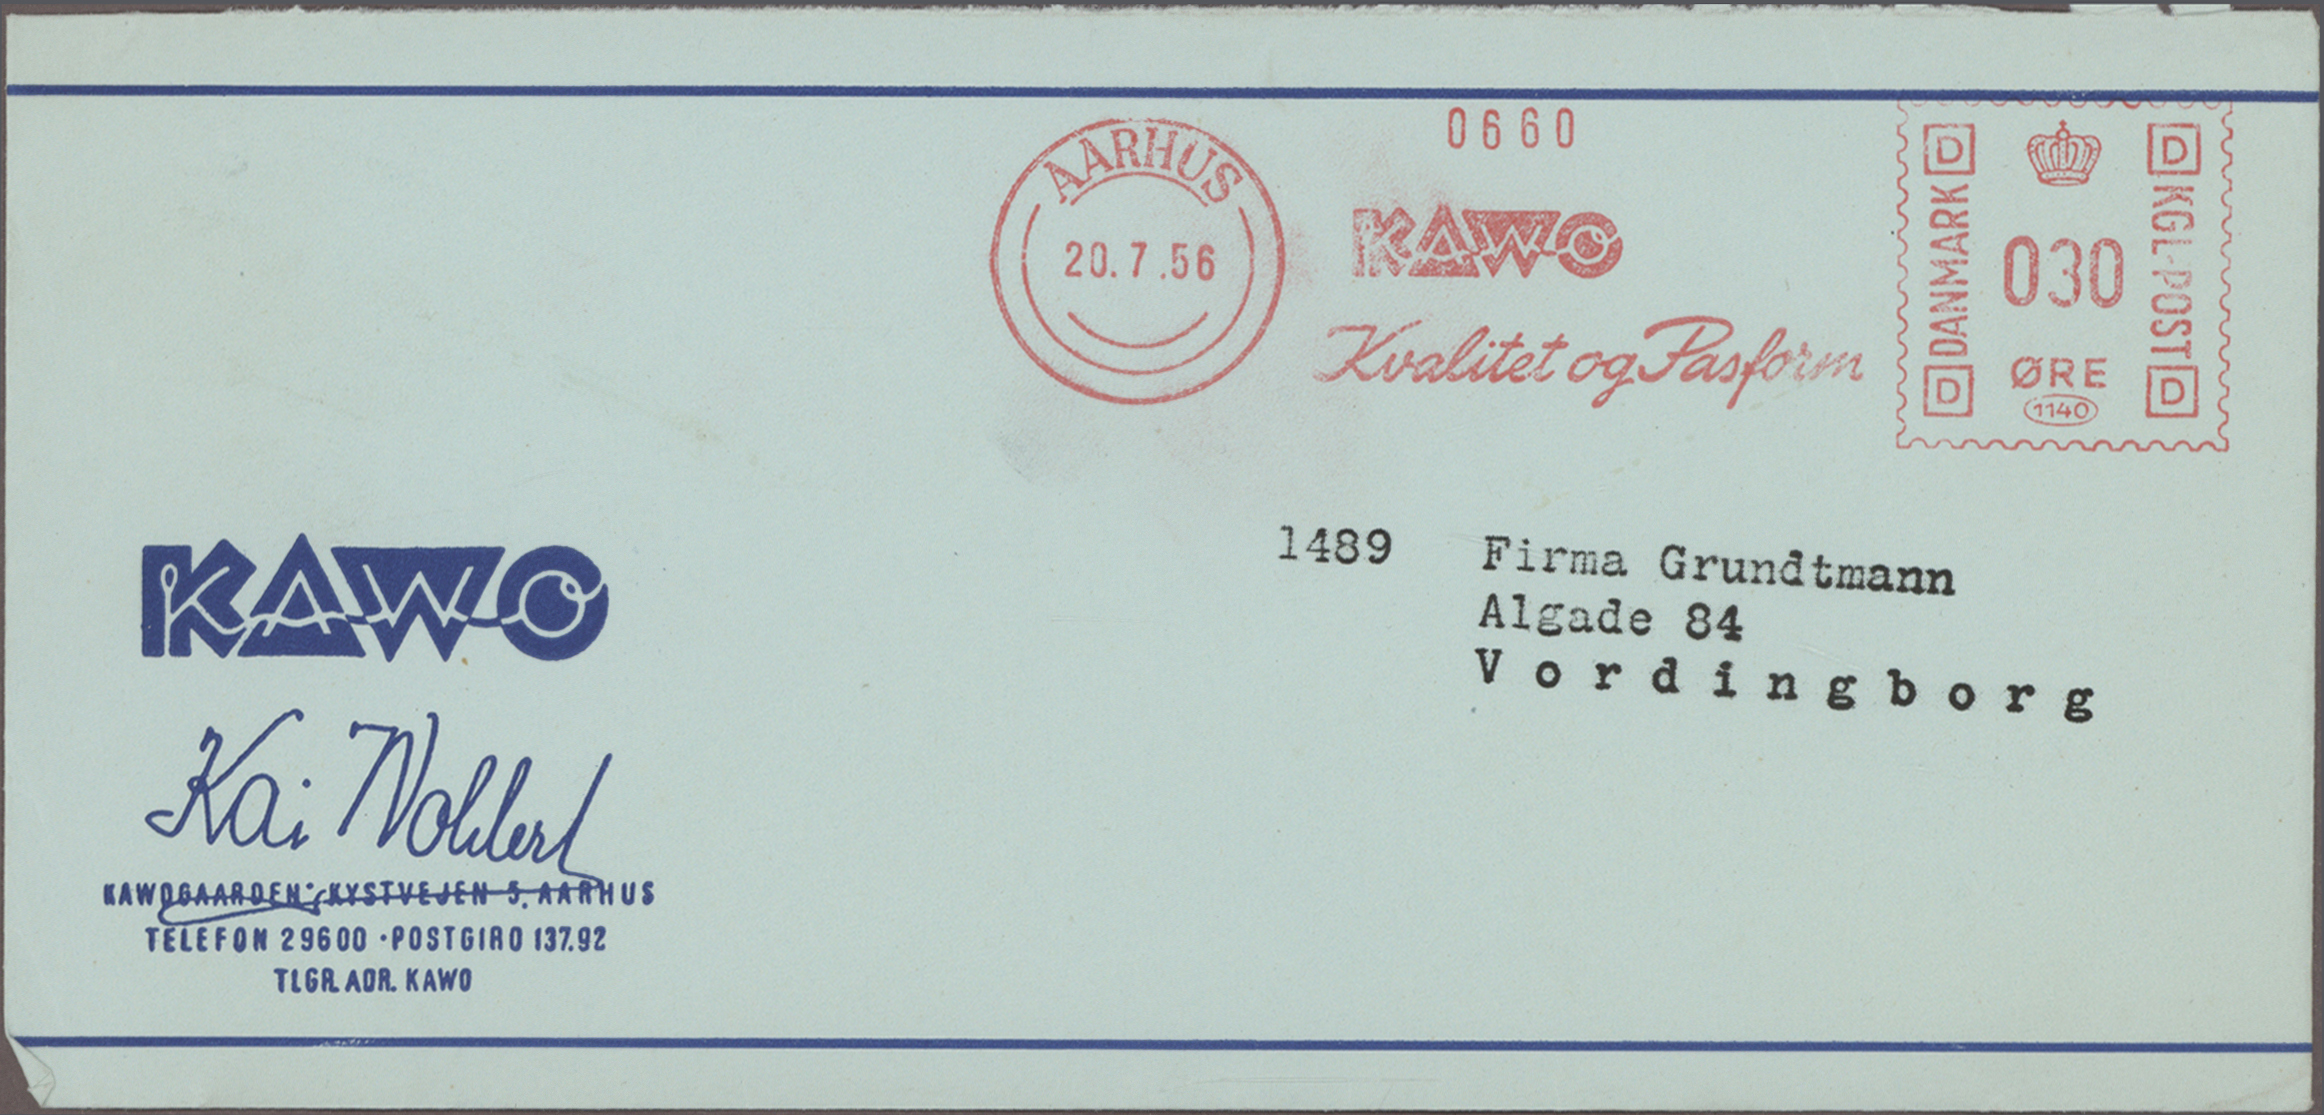 0660
AARHUS
20.7.56
KAWO
Kvalitet og Pasform
D D
DANMARK
KGL POST
030
ØRE
1140
D D
1489 Firma Grundtmann
Algade 84
Vordingborg
KAWO
Kai Wohlert
KAWOGAARDEN · KYSTVEJEN 5, AARHUS
TELEFON 29600 · POSTGIRO 137.92
TLGR. ADR. KAWO